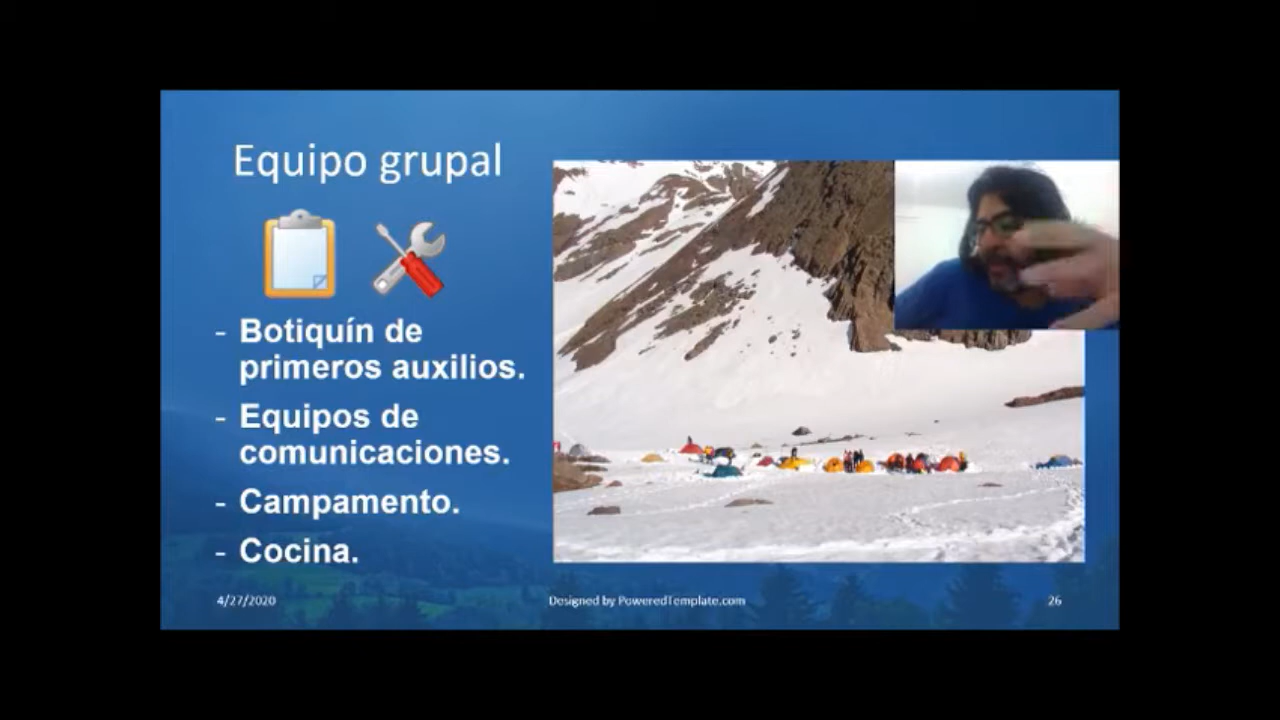 Equipo grupal
- Botiquín de
primeros auxilios.
- Equipos de
comunicaciones.
- Campamento.
- Cocina.
4/27/2020
Designed by PoweredTemplate.com
26